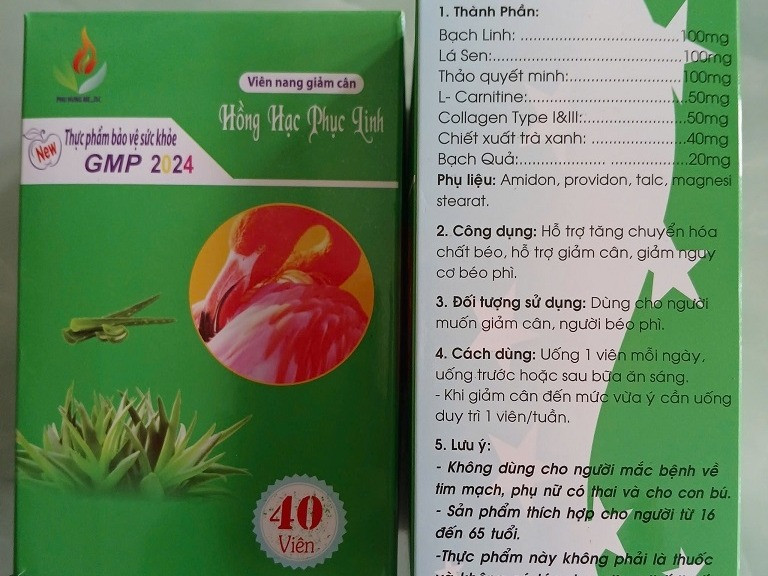 PHU HUNG
Viên nang giảm cân
Hồng Hạc Phục Linh
New
Thực phẩm bảo vệ sức khỏe
GMP 2024
40
Viên
1. Thành Phần:
Bạch Linh: ....................................100mg
Lá Sen:...........................................100mg
Thảo quyết minh:..........................100mg
L- Carnitine:...................................50mg
Collagen Type I&III:........................50mg
Chiết xuất trà xanh: ......................40mg
Bạch Quả:.................... ..................20mg
Phụ liệu: Amidon, providon, talc, magnesi
stearat.
2. Công dụng: Hỗ trợ tăng chuyển hóa
chất béo, hỗ trợ giảm cân, giảm nguy
cơ béo phì.
3. Đối tượng sử dụng: Dùng cho người
muốn giảm cân, người béo phì.
4. Cách dùng: Uống 1 viên mỗi ngày,
uống trước hoặc sau bữa ăn sáng.
- Khi giảm cân đến mức vừa ý cần uống
duy trì 1 viên/tuần.
5. Lưu ý:
- Không dùng cho người mắc bệnh về
tim mạch, phụ nữ có thai và cho con bú.
- Sản phẩm thích hợp cho người từ 16
đến 65 tuổi.
-Thực phẩm này không phải là thuốc